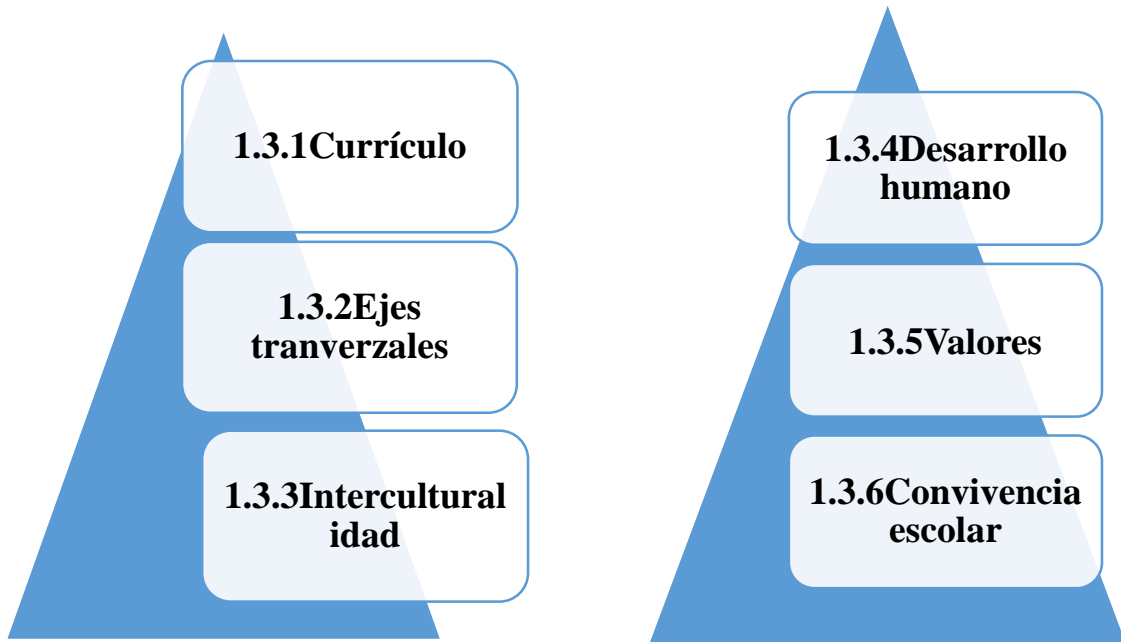 1.3.1Currículo
1.3.2Ejes
tranverzales
1.3.3Intercultural
idad
1.3.4Desarrollo
humano
1.3.5Valores
1.3.6Convivencia
escolar